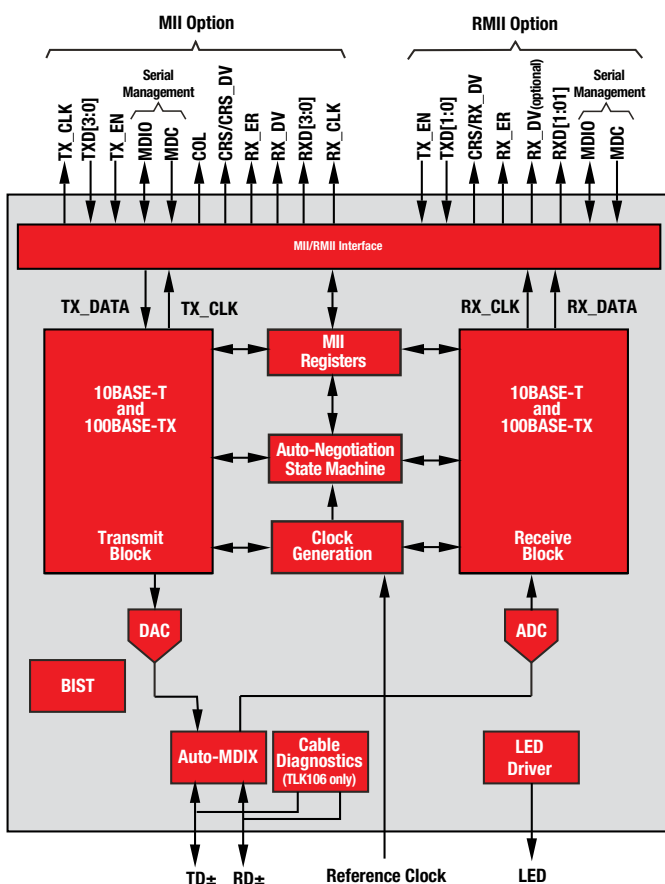 MII Option
RMII Option
Serial
Management
Serial
Management
TX_CLK
TXD[3:0]
TX_EN
MDIO
MDC
COL
CRS/CRS_DV
RX_ER
RX_DV
RXD[3:0]
RX_CLK
TX_EN
TXD[1:0]
CRS/RX_DV
RX_ER
RX_DV(optional)
RXD[1:01]
MDIO
MDC
MII/RMII Interface
TX_DATA
TX_CLK
RX_CLK
RX_DATA
10BASE-T
and
100BASE-TX
Transmit
Block
MII
Registers
Auto-Negotiation
State Machine
Clock
Generation
10BASE-T
and
100BASE-TX
Receive
Block
DAC
ADC
BIST
Auto-MDIX
Cable
Diagnostics
(TLK106 only)
LED
Driver
TD±
RD±
Reference Clock
LED